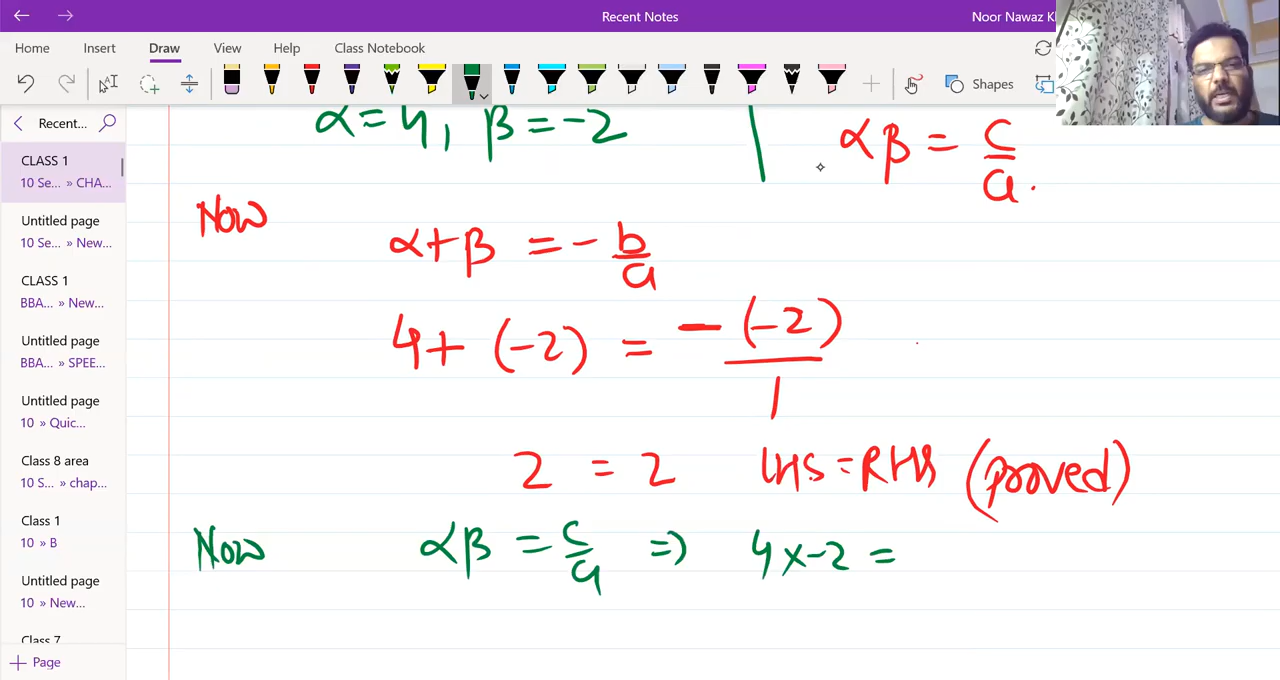 Recent Notes
Noor Nawaz Kh
Home Insert Draw View Help Class Notebook
Shapes
Recent...
CLASS 1
10 Se... » CHA...
Untitled page
10 Se... » New...
CLASS 1
BBA... » New...
Untitled page
BBA... » SPEE...
Untitled page
10 » Quic...
Class 8 area
10 S... » chap...
Class 1
10 » B
Untitled page
10 » New...
Class 7
Page
α = 4, β = -2
αβ = c/a.
Now
α+β = - b/a
4 + (-2) = -(-2)/1
2 = 2 LHS = RHS (proved)
Now αβ = c/a => 4 x -2 =